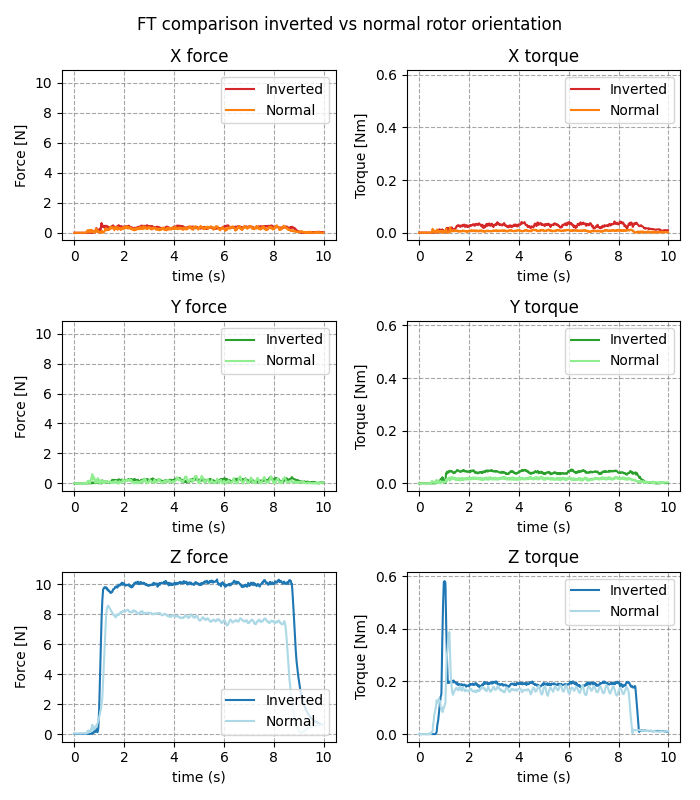 FT comparison inverted vs normal rotor orientation
X force
X torque
10
8
6
4
2
0
Force [N]
Inverted
Normal
0 2 4 6 8 10
time (s)
0.6
0.4
0.2
0.0
Torque [Nm]
Inverted
Normal
0 2 4 6 8 10
time (s)
Y force
Y torque
10
8
6
4
2
0
Force [N]
Inverted
Normal
0 2 4 6 8 10
time (s)
0.6
0.4
0.2
0.0
Torque [Nm]
Inverted
Normal
0 2 4 6 8 10
time (s)
Z force
Z torque
10
8
6
4
2
0
Force [N]
Inverted
Normal
0 2 4 6 8 10
time (s)
0.6
0.4
0.2
0.0
Torque [Nm]
Inverted
Normal
0 2 4 6 8 10
time (s)